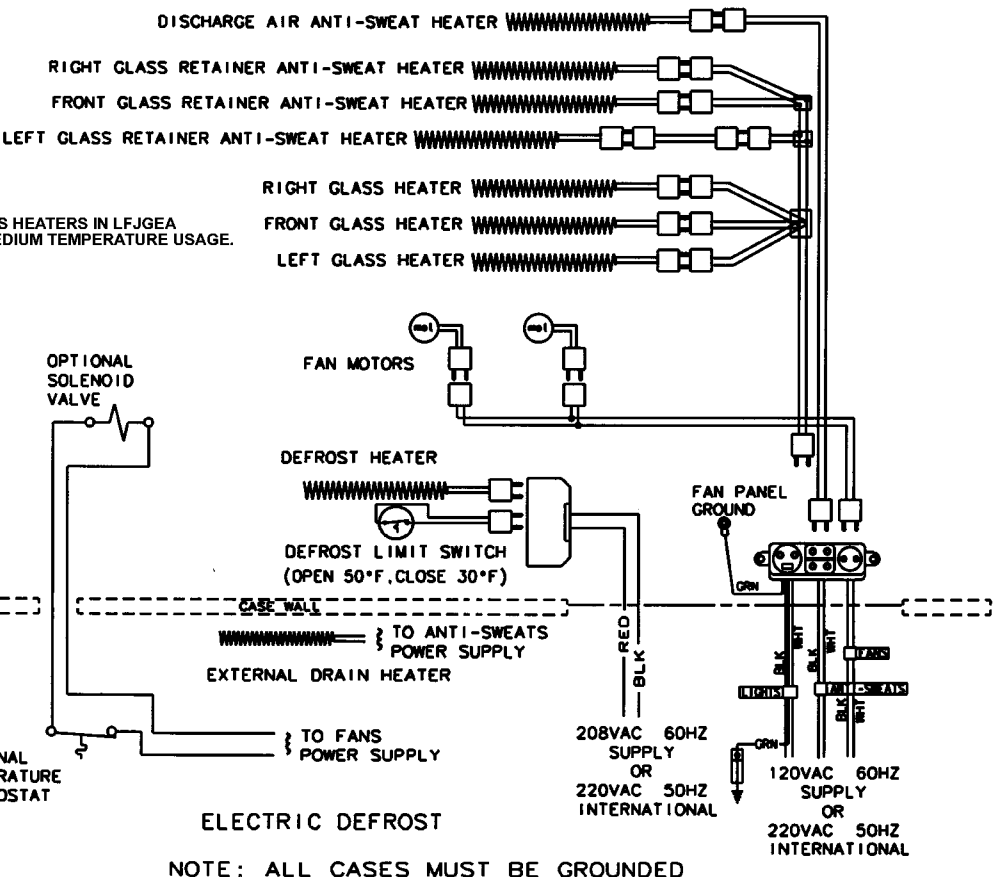 DISCHARGE AIR ANTI-SWEAT HEATER
RIGHT GLASS RETAINER ANTI-SWEAT HEATER
FRONT GLASS RETAINER ANTI-SWEAT HEATER
LEFT GLASS RETAINER ANTI-SWEAT HEATER
RIGHT GLASS HEATER
S HEATERS IN LFJGEA
EDIUM TEMPERATURE USAGE.
FRONT GLASS HEATER
LEFT GLASS HEATER
FAN MOTORS
OPTIONAL
SOLENOID
VALVE
DEFROST HEATER
FAN PANEL
GROUND
DEFROST LIMIT SWITCH
(OPEN 50°F, CLOSE 30°F)
GRN
CASE WALL
TO ANTI-SWEATS
POWER SUPPLY
EXTERNAL DRAIN HEATER
RED
BLK
BLK
WHT
BLK
WHT
FANS
LIGHTS
ANTI-SWEATS
BLK
WHT
TO FANS
POWER SUPPLY
NAL
RATURE
OSTAT
208VAC 60HZ
SUPPLY
OR
220VAC 50HZ
INTERNATIONAL
GRN
120VAC 60HZ
SUPPLY
OR
220VAC 50HZ
INTERNATIONAL
ELECTRIC DEFROST
NOTE: ALL CASES MUST BE GROUNDED